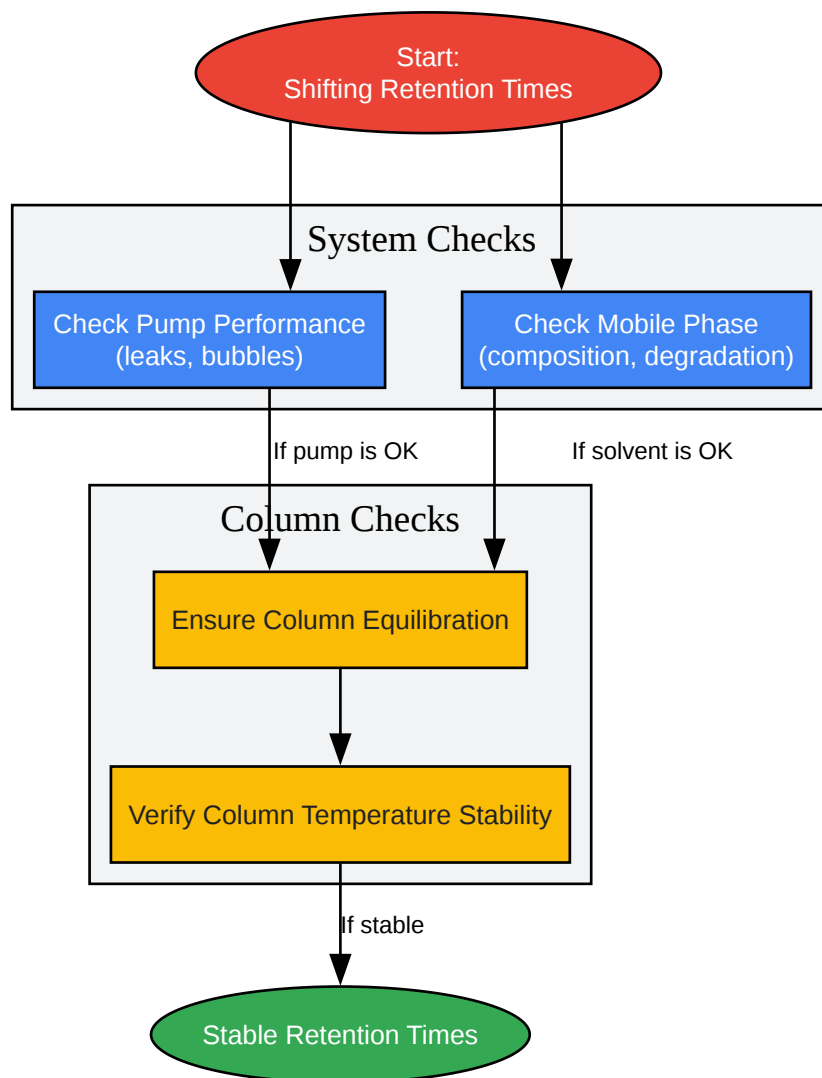 Start:
Shifting Retention Times
System Checks
Check Pump Performance
(leaks, bubbles)
Check Mobile Phase
(composition, degradation)
If pump is OK
If solvent is OK
Column Checks
Ensure Column Equilibration
Verify Column Temperature Stability
If stable
Stable Retention Times